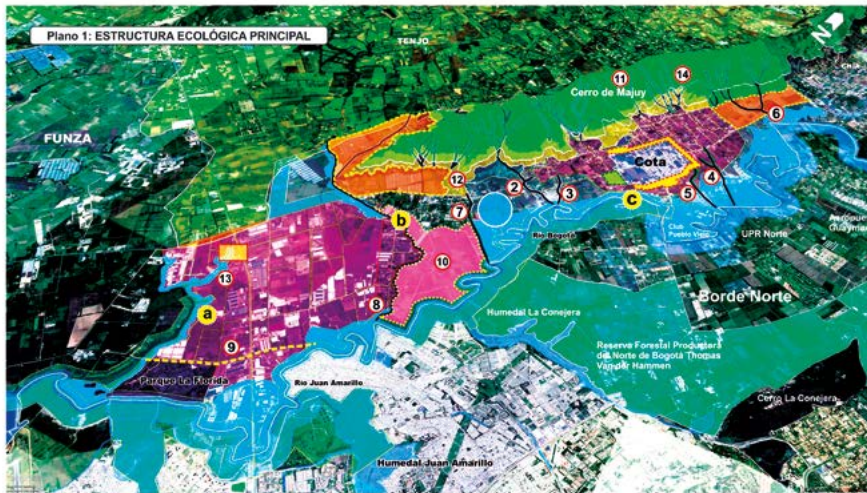 Plano 1: ESTRUCTURA ECOLÓGICA PRINCIPAL
N
TENJO
11
14
Cerro de Majuy
FUNZA
6
Cota
12
2
3
4
5
7
b
c
Río Bogotá
Club
Pueblo Viejo
UPR Norte
10
13
Borde Norte
8
a
Humedal La Conejera
9
Reserve Forestal Productora
del Norte de Bogotá Thomas
Van der Hammen
Parque La Florida
Río Juan Amarillo
Cerro La Conejera
Humedal Juan Amarillo